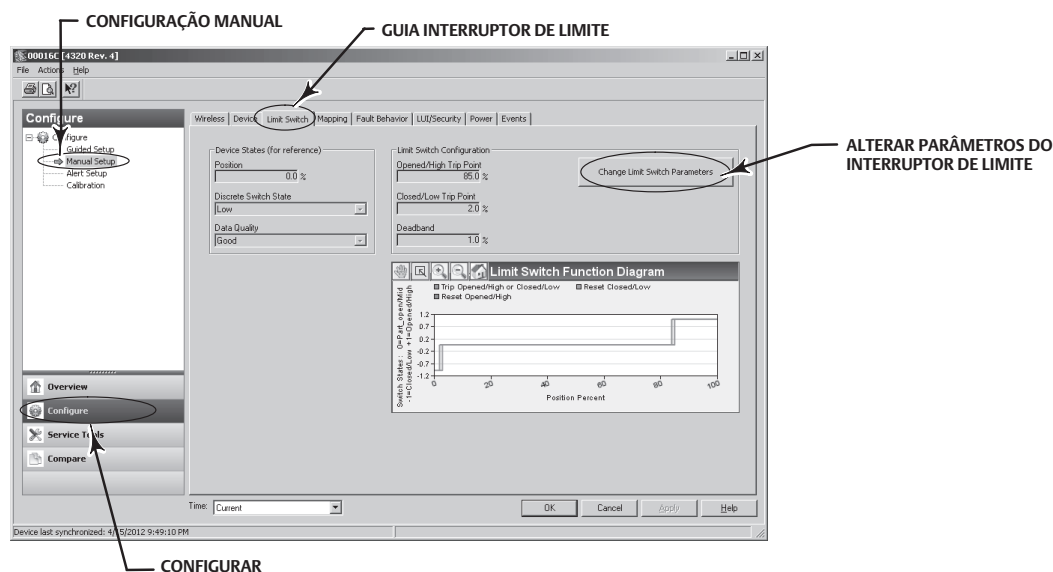 CONFIGURAÇÃO MANUAL
GUIA INTERRUPTOR DE LIMITE
00016C [4320 Rev. 4]
File Actions Help
Configure
Wireless Device Limit Switch Mapping Fault Behavior LUI/Security Power Events
Configure
Guided Setup
Manual Setup
Alert Setup
Calibration
Device States (for reference)
Position
0.0 %
Discrete Switch State
Low
Data Quality
Good
Limit Switch Configuration
Opened/High Trip Point
85.0 %
Closed/Low Trip Point
2.0 %
Deadband
1.0 %
Change Limit Switch Parameters
ALTERAR PARÂMETROS DO
INTERRUPTOR DE LIMITE
Limit Switch Function Diagram
Trip Opened/High or Closed/Low Reset Closed/Low
Reset Opened/High
Switch States: 0=Part_open/Mid
-1=Closed/Low +1=Opened/High
1.2
0.7
0.2
-0.2
-0.7
-1.2
0 20 40 60 80 100
Position Percent
Overview
Configure
Service Tools
Compare
Time: Current
OK Cancel Apply Help
Device last synchronized: 4/15/2012 9:49:10 PM
CONFIGURAR